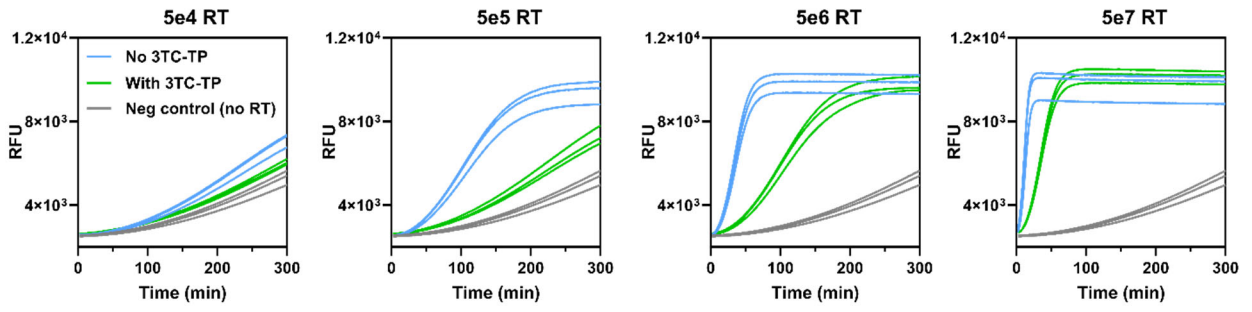 5e4 RT
1.2×10⁴
8×10³
4×10³
RFU
No 3TC-TP
With 3TC-TP
Neg control (no RT)
0 100 200 300
Time (min)
5e5 RT
1.2×10⁴
8×10³
4×10³
RFU
0 100 200 300
Time (min)
5e6 RT
1.2×10⁴
8×10³
4×10³
RFU
0 100 200 300
Time (min)
5e7 RT
1.2×10⁴
8×10³
4×10³
RFU
0 100 200 300
Time (min)